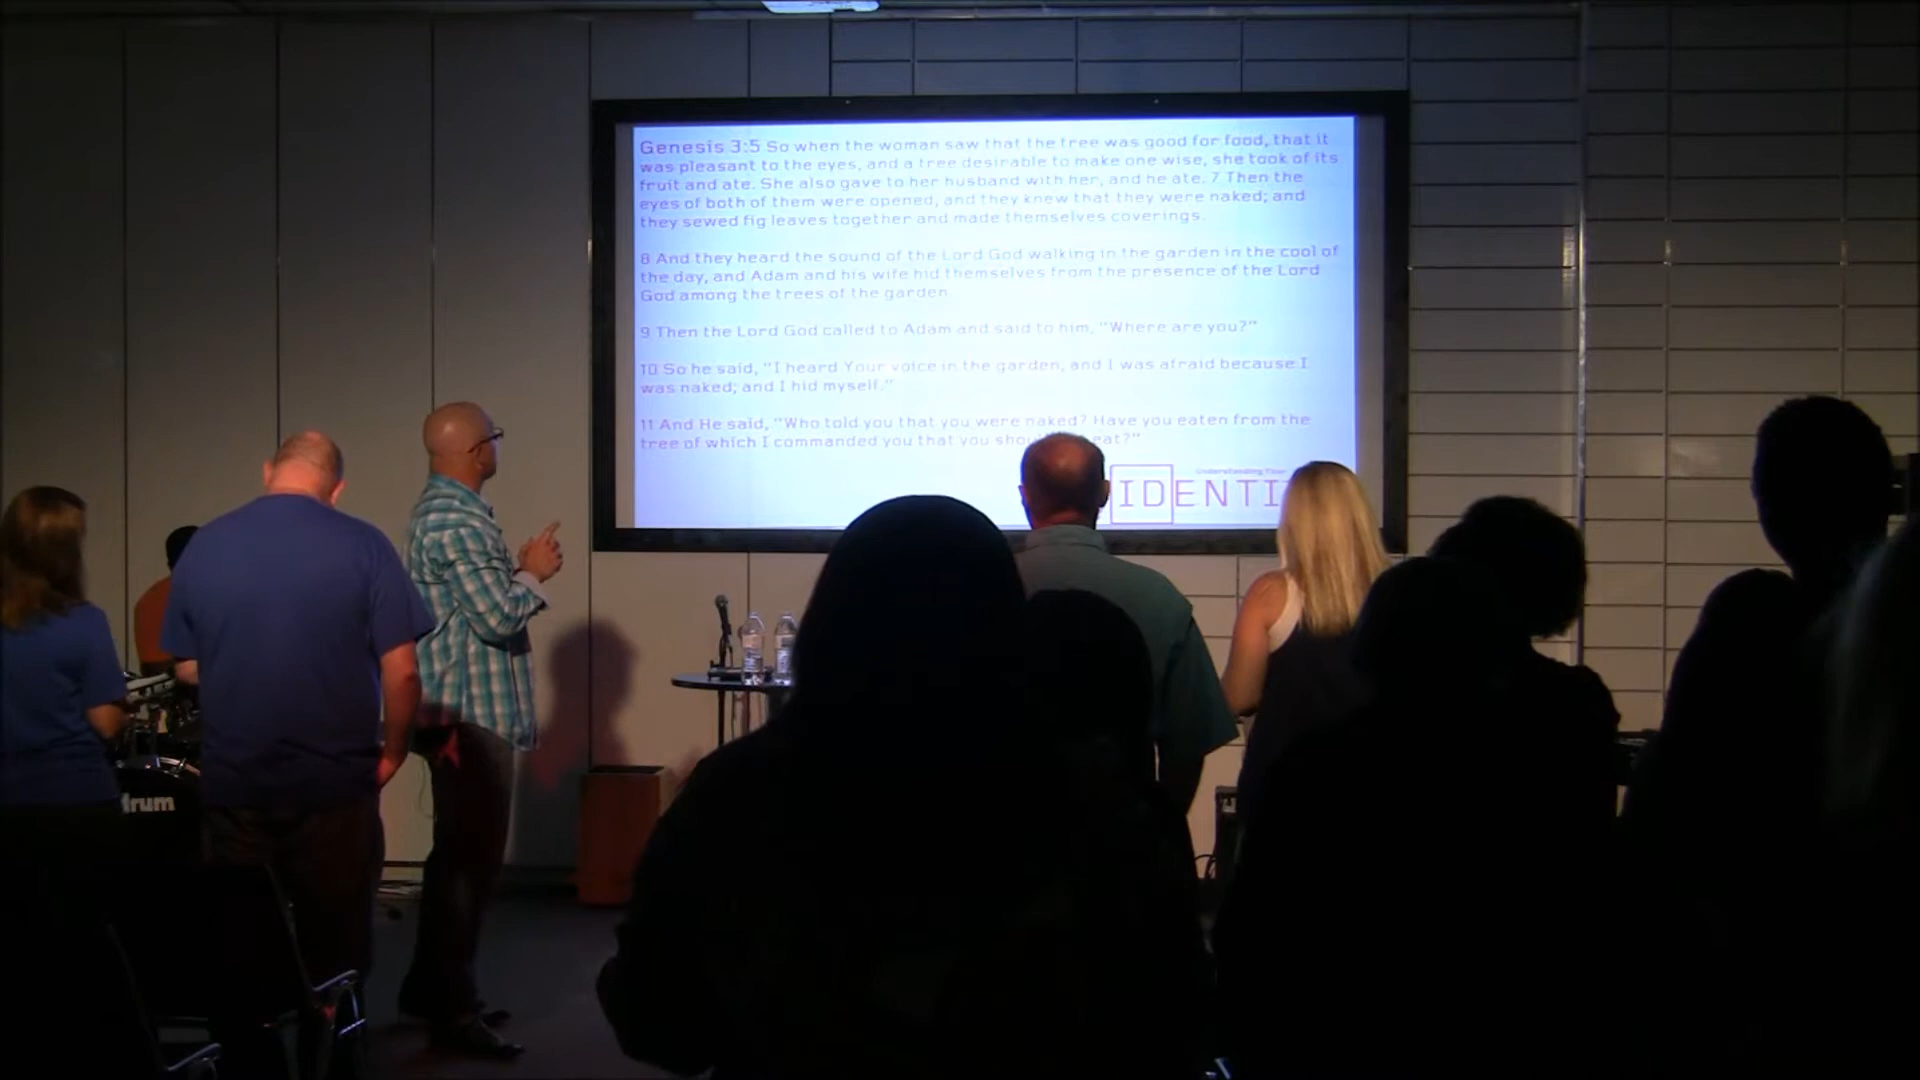 Genesis 3:5 So when the woman saw that the tree was good for food, that it
was pleasant to the eyes, and a tree desirable to make one wise, she took of its
fruit and ate. She also gave to her husband with her, and he ate. 7 Then the
eyes of both of them were opened, and they knew that they were naked; and
they sewed fig leaves together and made themselves coverings.
8 And they heard the sound of the Lord God walking in the garden in the cool of
the day, and Adam and his wife hid themselves from the presence of the Lord
God among the trees of the garden.
9 Then the Lord God called to Adam and said to him, "Where are you?"
10 So he said, "I heard Your voice in the garden, and I was afraid because I
was naked; and I hid myself."
11 And He said, "Who told you that you were naked? Have you eaten from the
tree of which I commanded you that you eat?"
Understanding Your
IDENTI
drum